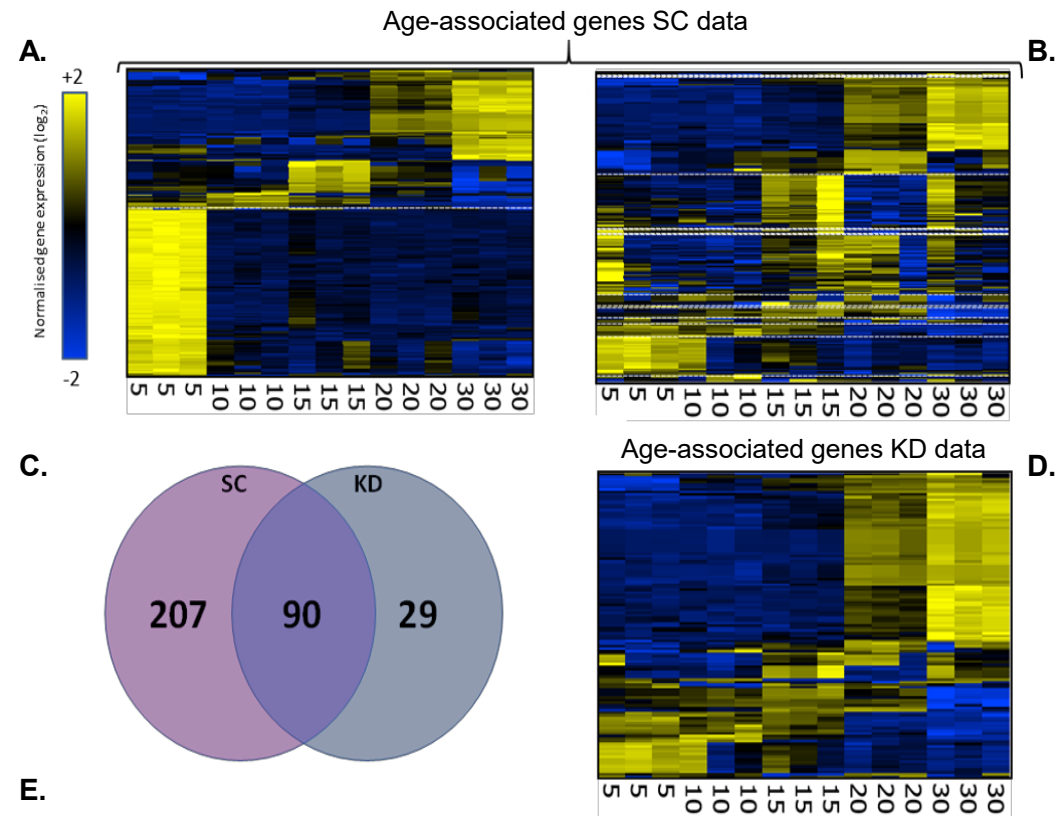 Age-associated genes SC data
A.
B.
+2
Normalised gene expression (log2)
-2
5 5 5 10 10 10 15 15 15 20 20 20 30 30 30
5 5 5 10 10 10 15 15 15 20 20 20 30 30 30
C.
SC
KD
207
90
29
Age-associated genes KD data
D.
5 5 5 10 10 10 15 15 15 20 20 20 30 30 30
E.